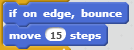 if on edge, bounce
move 15 steps